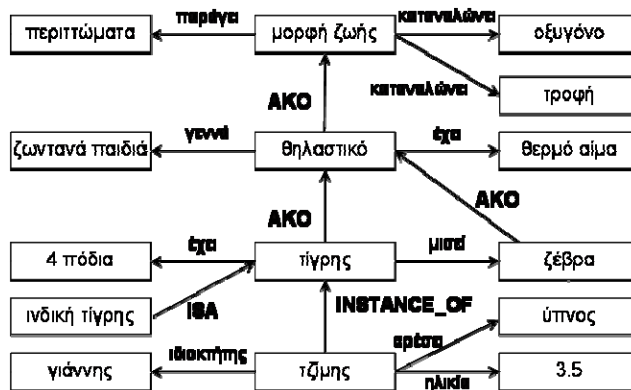 περιττώματα παράγει μορφή ζωής καταναλώνει οξυγόνο
AKO καταναλώνει τροφή
ζωντανά παιδιά γεννά θηλαστικό έχει θερμό αίμα
AKO AKO
4 πόδια έχει τίγρης μισεί ζέβρα
ινδική τίγρης ISA INSTANCE_OF ύπνος
γιάννης ιδιοκτήτης τζίμης αρέσει 3.5
ηλικία